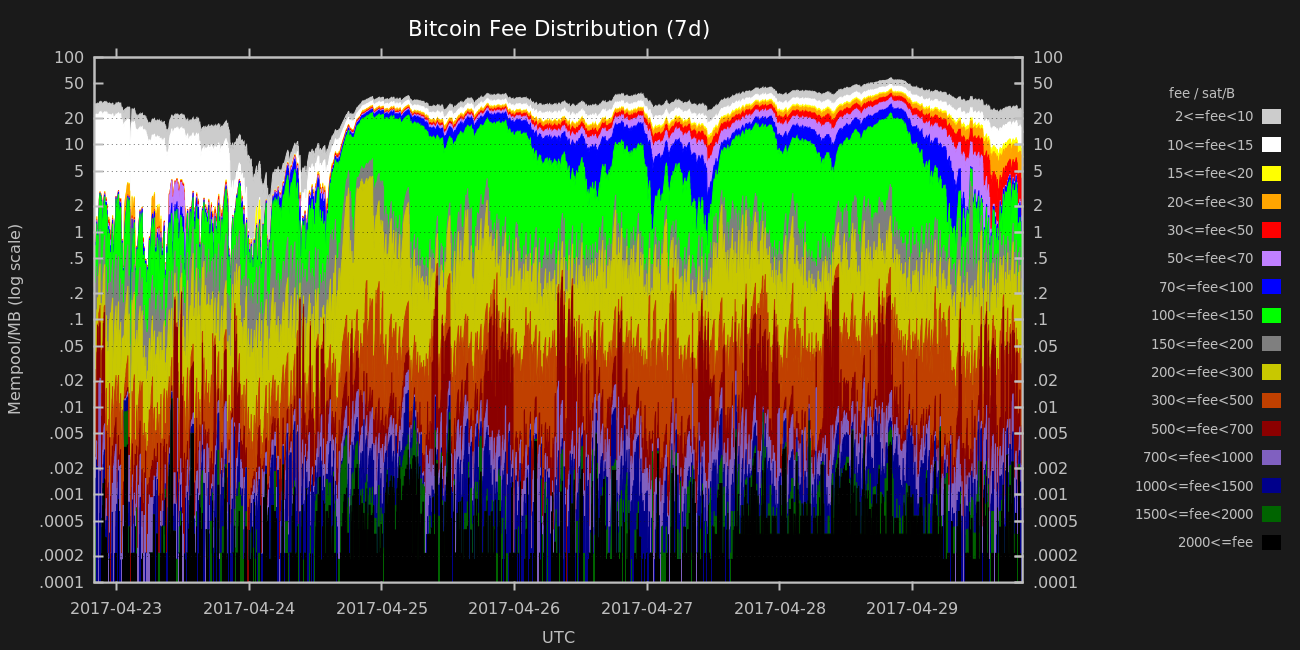 Bitcoin Fee Distribution (7d)
100
50
20
10
5
2
1
.5
.2
.1
.05
.02
.01
.005
.002
.001
.0005
.0002
.0001
Mempool/MB (log scale)
100
50
20
10
5
2
1
.5
.2
.1
.05
.02
.01
.005
.002
.001
.0005
.0002
.0001
2017-04-23
2017-04-24
2017-04-25
2017-04-26
2017-04-27
2017-04-28
2017-04-29
UTC
fee / sat/B
2<=fee<10
10<=fee<15
15<=fee<20
20<=fee<30
30<=fee<50
50<=fee<70
70<=fee<100
100<=fee<150
150<=fee<200
200<=fee<300
300<=fee<500
500<=fee<700
700<=fee<1000
1000<=fee<1500
1500<=fee<2000
2000<=fee